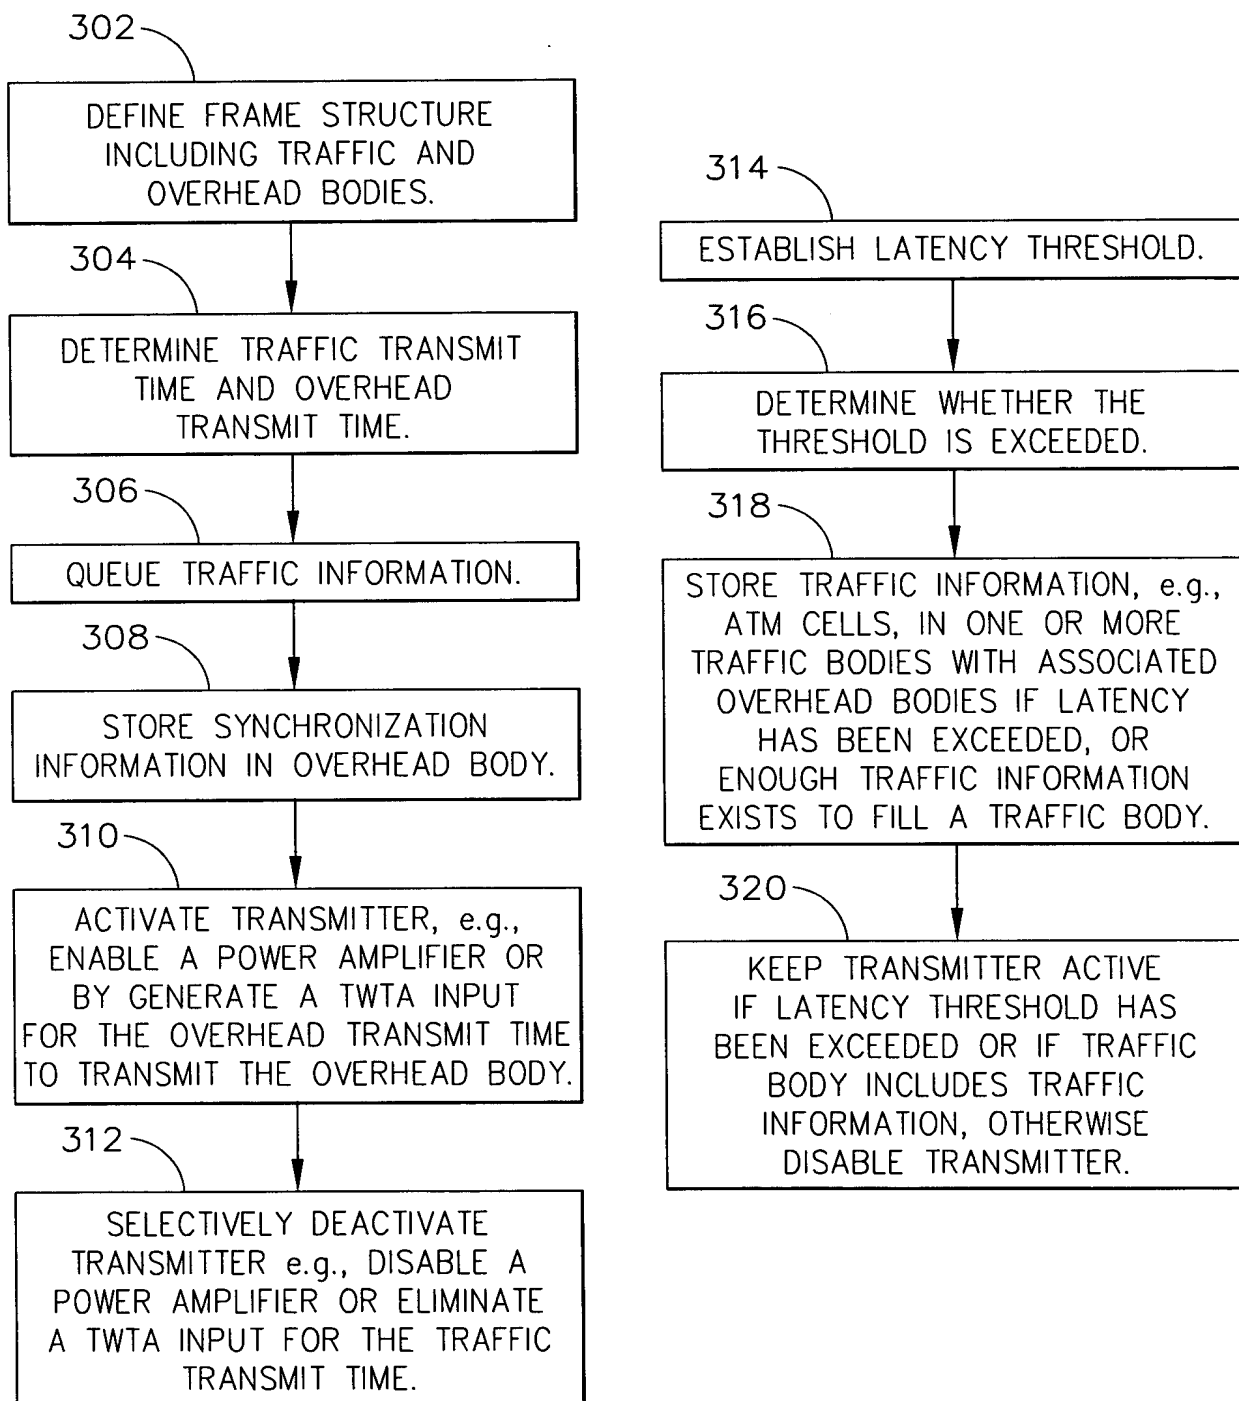 302
DEFINE FRAME STRUCTURE
INCLUDING TRAFFIC AND
OVERHEAD BODIES.
304
DETERMINE TRAFFIC TRANSMIT
TIME AND OVERHEAD
TRANSMIT TIME.
306
QUEUE TRAFFIC INFORMATION.
308
STORE SYNCHRONIZATION
INFORMATION IN OVERHEAD BODY.
310
ACTIVATE TRANSMITTER, e.g.,
ENABLE A POWER AMPLIFIER OR
BY GENERATE A TWTA INPUT
FOR THE OVERHEAD TRANSMIT TIME
TO TRANSMIT THE OVERHEAD BODY.
312
SELECTIVELY DEACTIVATE
TRANSMITTER e.g., DISABLE A
POWER AMPLIFIER OR ELIMINATE
A TWTA INPUT FOR THE TRAFFIC
TRANSMIT TIME.
314
ESTABLISH LATENCY THRESHOLD.
316
DETERMINE WHETHER THE
THRESHOLD IS EXCEEDED.
318
STORE TRAFFIC INFORMATION, e.g.,
ATM CELLS, IN ONE OR MORE
TRAFFIC BODIES WITH ASSOCIATED
OVERHEAD BODIES IF LATENCY
HAS BEEN EXCEEDED, OR
ENOUGH TRAFFIC INFORMATION
EXISTS TO FILL A TRAFFIC BODY.
320
KEEP TRANSMITTER ACTIVE
IF LATENCY THRESHOLD HAS
BEEN EXCEEDED OR IF TRAFFIC
BODY INCLUDES TRAFFIC
INFORMATION, OTHERWISE
DISABLE TRANSMITTER.